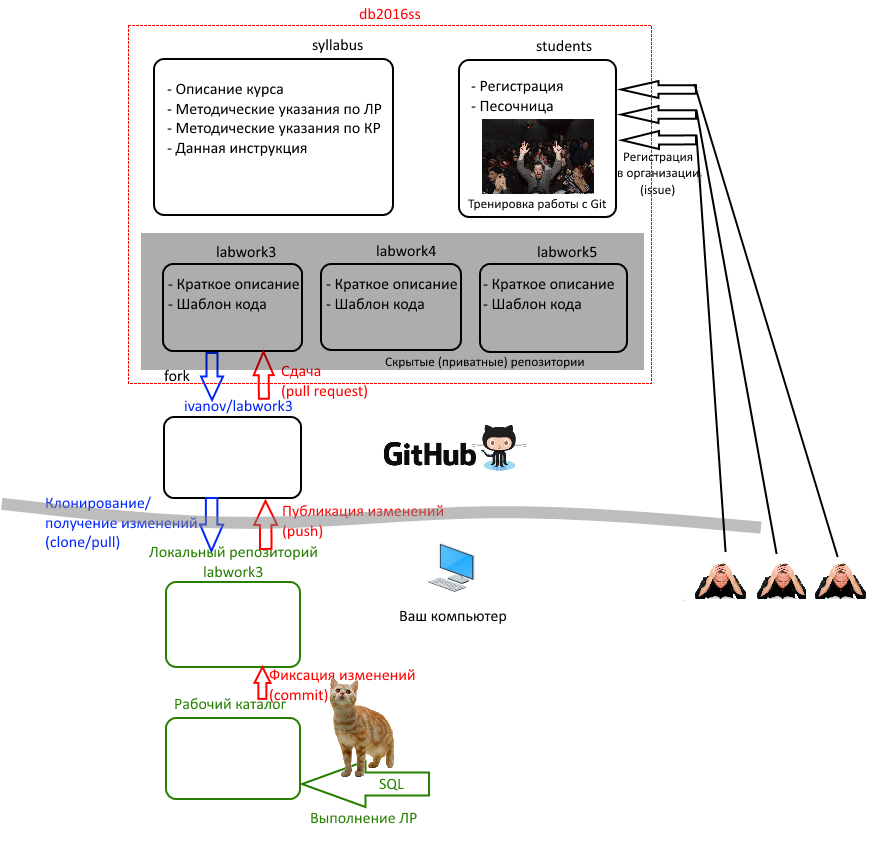 db2016ss
syllabus
- Описание курса
- Методические указания по ЛР
- Методические указания по КР
- Данная инструкция
students
- Регистрация
- Песочница
Тренировка работы с Git
Регистрация
в организации
(issue)
labwork3
- Краткое описание
- Шаблон кода
labwork4
- Краткое описание
- Шаблон кода
labwork5
- Краткое описание
- Шаблон кода
Скрытые (приватные) репозитории
fork
Сдача
(pull request)
ivanov/labwork3
GitHub
Клонирование/
получение изменений
(clone/pull)
Публикация изменений
(push)
Локальный репозиторий
labwork3
Ваш компьютер
Фиксация изменений
(commit)
Рабочий каталог
SQL
Выполнение ЛР